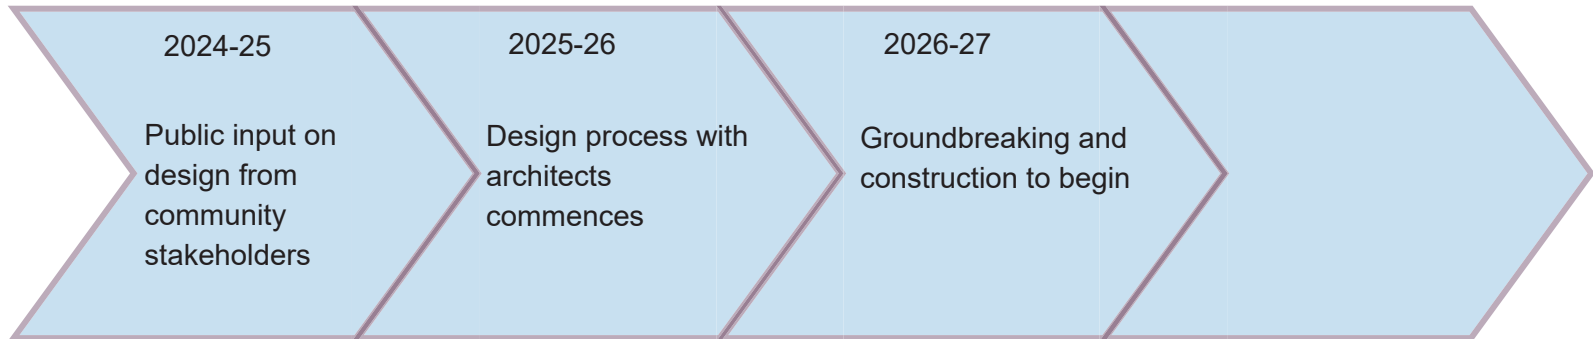 2024-25
Public input on
design from
community
stakeholders
2025-26
Design process with
architects
commences
2026-27
Groundbreaking and
construction to begin